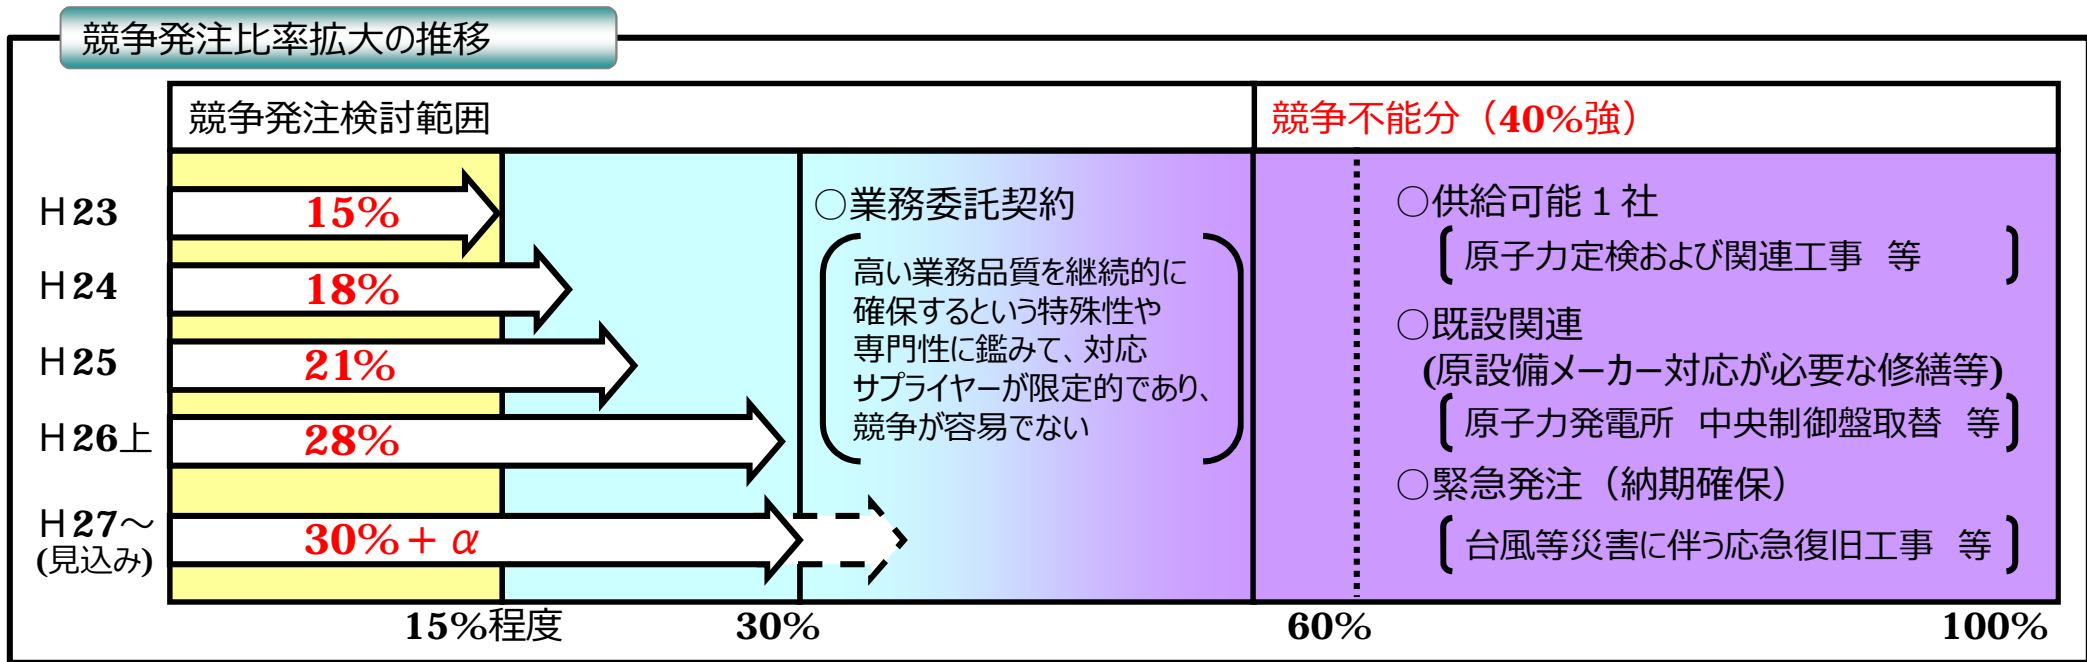 競争発注比率拡大の推移
競争発注検討範囲
競争不能分（40%強）
H23
15%
H24
18%
H25
21%
H26上
28%
H27～
(見込み)
30%＋α
○業務委託契約
高い業務品質を継続的に
確保するという特殊性や
専門性に鑑みて、対応
サプライヤーが限定的であり、
競争が容易でない
○供給可能１社
原子力定検および関連工事　等
○既設関連
(原設備メーカー対応が必要な修繕等)
原子力発電所　中央制御盤取替　等
○緊急発注（納期確保）
台風等災害に伴う応急復旧工事　等
15%程度
30%
60%
100%